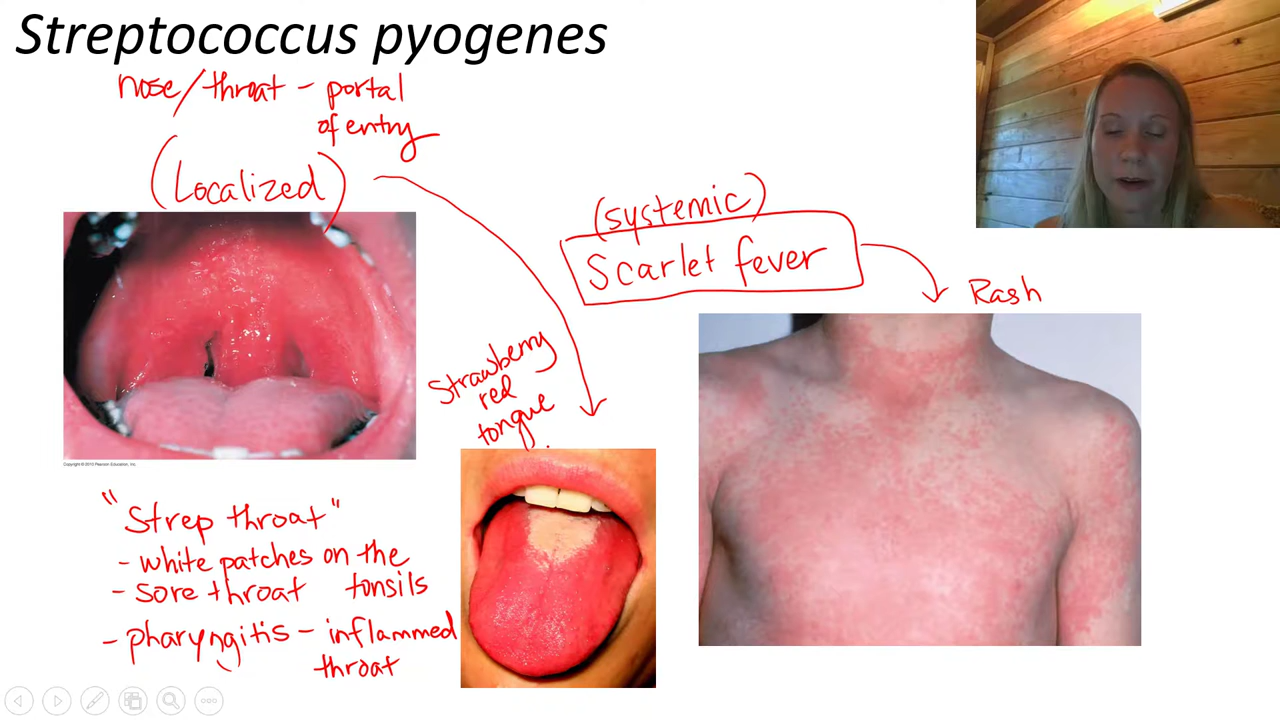 Streptococcus pyogenes
nose/throat - portal
of entry
(Localized)
(systemic)
Scarlet fever
Rash
Strawberry
red
tongue
Copyright © 2010 Pearson Education, Inc.
"Strep throat"
- white patches on the
tonsils
- sore throat
- pharyngitis - inflammed
throat